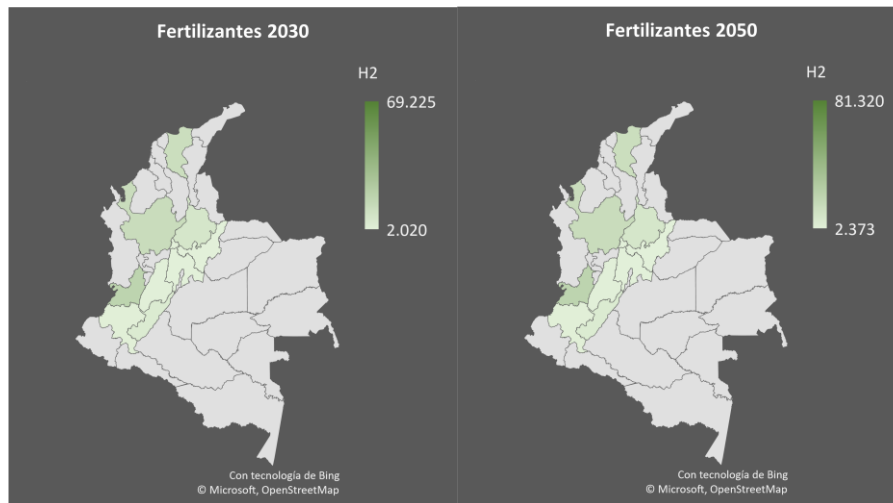 Fertilizantes 2030
H2
69.225
2.020
Con tecnología de Bing
© Microsoft, OpenStreetMap
Fertilizantes 2050
H2
81.320
2.373
Con tecnología de Bing
© Microsoft, OpenStreetMap